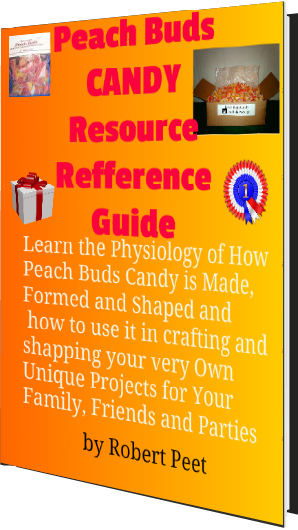 Peach Buds
CANDY
Resource
Refference
Guide
Learn the Physiology of How
Peach Buds Candy is Made,
Formed and Shaped and
how to use it in crafting and
shapping your very Own
Unique Projects for Your
Family, Friends and Parties
by Robert Peet
1